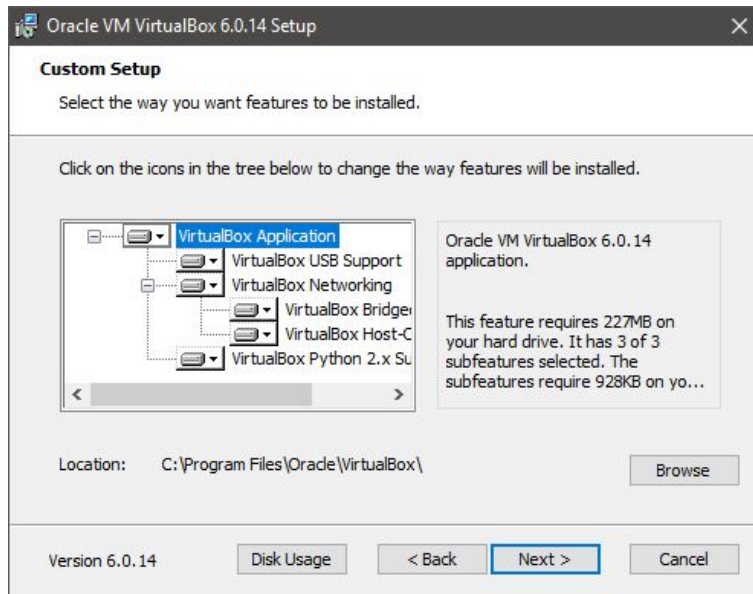 Oracle VM VirtualBox 6.0.14 Setup
Custom Setup
Select the way you want features to be installed.
Click on the icons in the tree below to change the way features will be installed.
VirtualBox Application
VirtualBox USB Support
VirtualBox Networking
VirtualBox Bridge
VirtualBox Host-C
VirtualBox Python 2.x Su
Oracle VM VirtualBox 6.0.14
application.
This feature requires 227MB on
your hard drive. It has 3 of 3
subfeatures selected. The
subfeatures require 928KB on yo...
Location: C:\Program Files\Oracle\VirtualBox\
Browse
Version 6.0.14
Disk Usage
< Back
Next >
Cancel